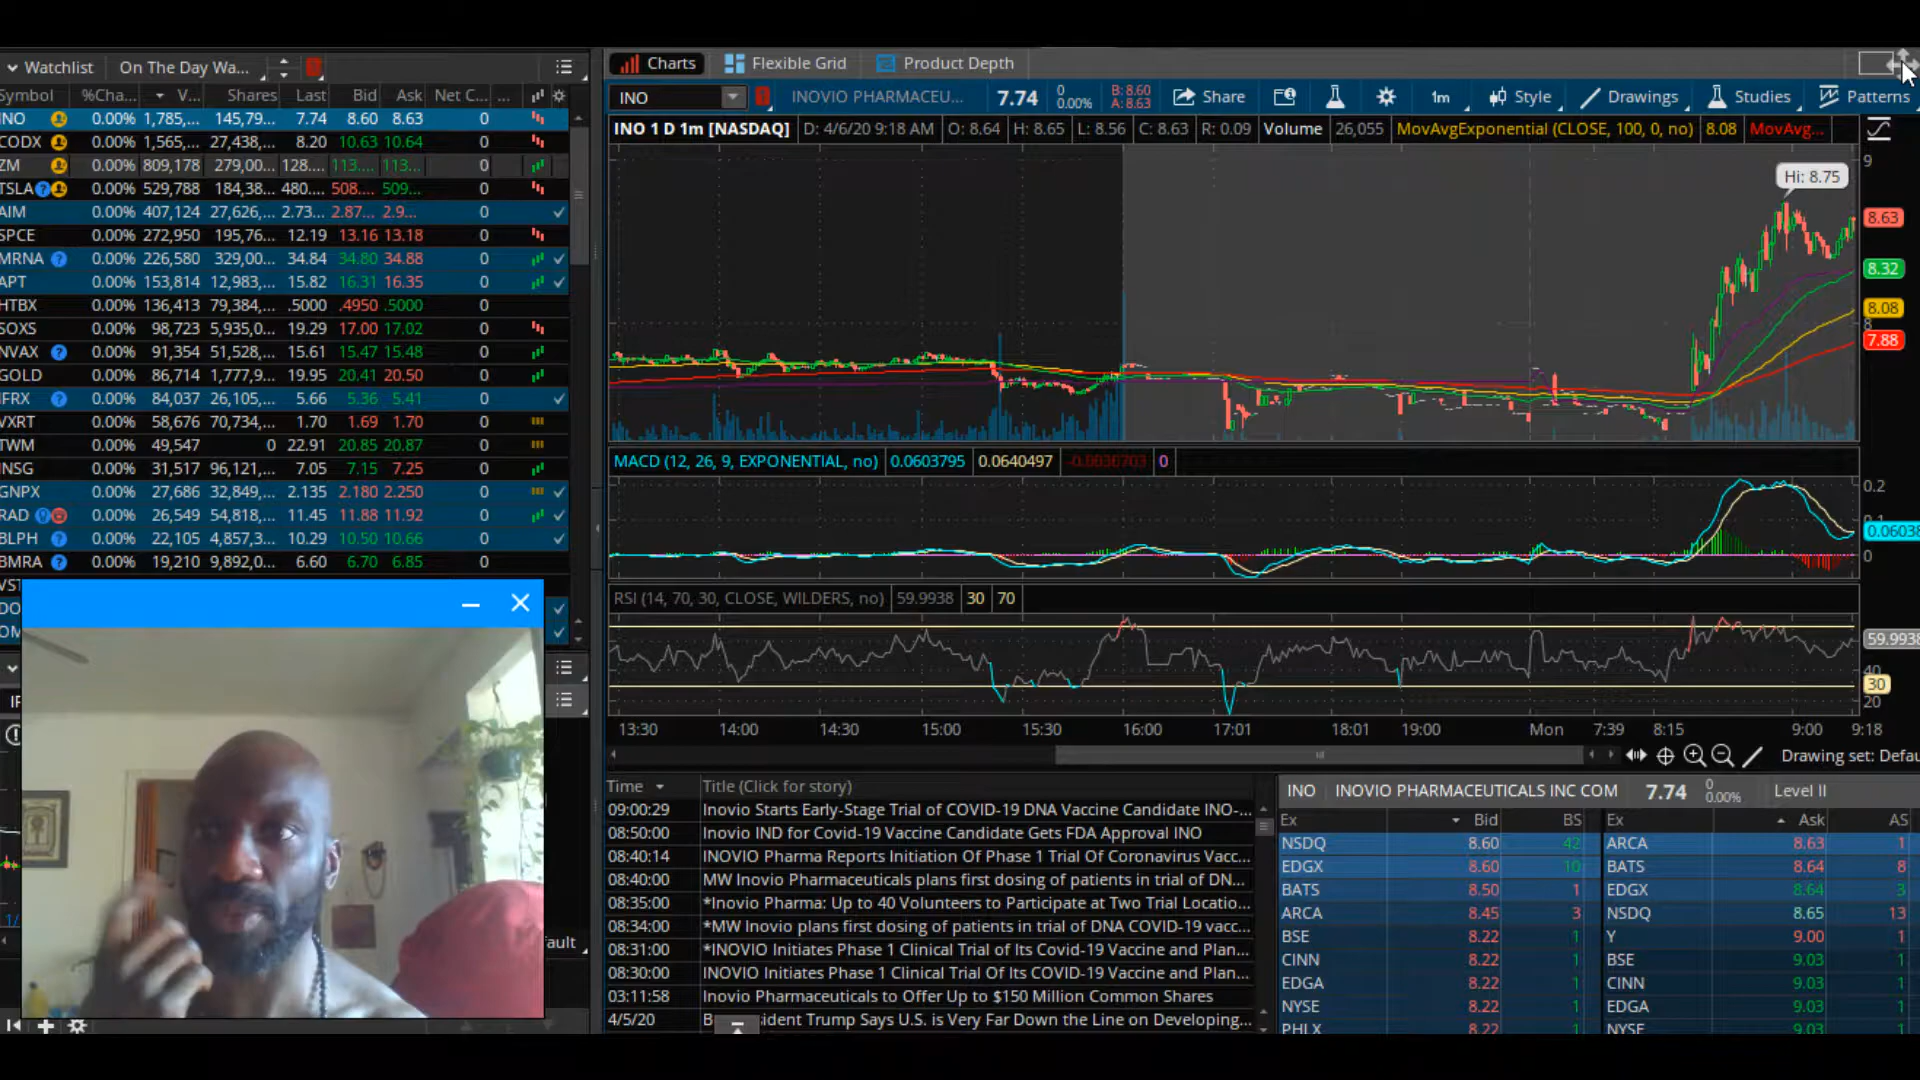 Watchlist On The Day Wa...
Charts Flexible Grid Product Depth
Symbol %Cha... V... Shares Last Bid Ask Net C... ...
INO 0.00% 1,785,... 145,79... 7.74 8.60 8.63 0
CODX 0.00% 1,565,... 27,438,... 8.20 10.63 10.64 0
ZM 0.00% 809,178 279,00... 128.... 113.... 113... 0
TSLA 0.00% 529,788 184,38... 480.... 508.... 509... 0
AIM 0.00% 407,124 27,626,... 2.73... 2.87... 2.9... 0
SPCE 0.00% 272,950 195,76... 12.19 13.16 13.18 0
MRNA 0.00% 226,580 329,00... 34.84 34.80 34.88 0
APT 0.00% 153,814 12,983,... 15.82 16.31 16.35 0
HTBX 0.00% 136,413 79,384,... .5000 .4950 .5000 0
SOXS 0.00% 98,723 5,935,0... 19.29 17.00 17.02 0
NVAX 0.00% 91,354 51,528,... 15.61 15.47 15.48 0
GOLD 0.00% 86,714 1,777,9... 19.95 20.41 20.50 0
IFRX 0.00% 84,037 26,105,... 5.66 5.36 5.41 0
VXRT 0.00% 58,676 70,734,... 1.70 1.69 1.70 0
TWM 0.00% 49,547 0 22.91 20.85 20.87 0
INSG 0.00% 31,517 96,121,... 7.05 7.15 7.25 0
GNPX 0.00% 27,686 32,849,... 2.135 2.180 2.250 0
RAD 0.00% 26,549 54,818,... 11.45 11.88 11.92 0
BLPH 0.00% 22,105 4,857,3... 10.29 10.50 10.66 0
BMRA 0.00% 19,210 9,892,0... 6.60 6.70 6.85 0
INO INOVIO PHARMACEU... 7.74 0 0.00% B: 8.60 A: 8.63 Share 1m Style Drawings Studies Patterns
INO 1 D 1m [NASDAQ] D: 4/6/20 9:18 AM O: 8.64 H: 8.65 L: 8.56 C: 8.63 R: 0.09 Volume 26,055 MovAvgExponential (CLOSE, 100, 0, no) 8.08 MovAvg...
9
Hi: 8.75
8.63
8.32
8.08
8
7.88
MACD (12, 26, 9, EXPONENTIAL, no) 0.0603795 0.0640497 0
0.2
0
RSI (14, 70, 30, CLOSE, WILDERS, no) 59.9938 30 70
59.9938
40
30
20
13:30 14:00 14:30 15:00 15:30 16:00 17:01 18:01 19:00 Mon 7:39 8:15 9:00 9:18
Drawing set: Defau
Time Title (Click for story)
09:00:29 Inovio Starts Early-Stage Trial of COVID-19 DNA Vaccine Candidate INO-...
08:50:00 Inovio IND for Covid-19 Vaccine Candidate Gets FDA Approval INO
08:40:14 INOVIO Pharma Reports Initiation Of Phase 1 Trial Of Coronavirus Vacc...
08:40:00 MW Inovio Pharmaceuticals plans first dosing of patients in trial of DN...
08:35:00 *Inovio Pharma: Up to 40 Volunteers to Participate at Two Trial Locatio...
08:34:00 *MW Inovio plans first dosing of patients in trial of DNA COVID-19 vacc...
08:31:00 *INOVIO Initiates Phase 1 Clinical Trial of Its Covid-19 Vaccine and Plan...
08:30:00 INOVIO Initiates Phase 1 Clinical Trial Of Its COVID-19 Vaccine and Plan...
03:11:58 Inovio Pharmaceuticals to Offer Up to $150 Million Common Shares
4/5/20 ident Trump Says U.S. is Very Far Down the Line on Developing...
INO INOVIO PHARMACEUTICALS INC COM 7.74 0 0.00% Level II
Ex Bid BS Ex Ask AS
NSDQ 8.60 42 ARCA 8.63 1
EDGX 8.60 10 BATS 8.64 8
BATS 8.50 1 EDGX 8.64 3
ARCA 8.45 3 NSDQ 8.65 13
BSE 8.22 1 Y 9.00 1
CINN 8.22 1 BSE 9.03 1
EDGA 8.22 1 CINN 9.03 1
NYSE 8.22 1 EDGA 9.03 1
PHLX 8.22 1 NYSE 9.03 1
ault